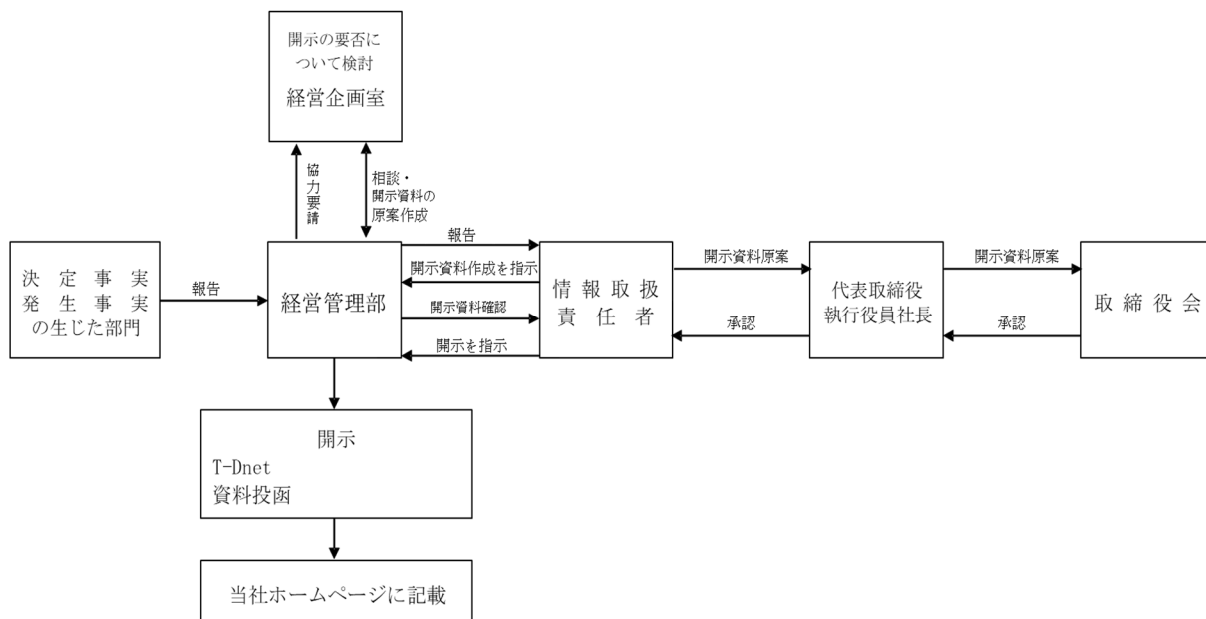 開示の要否に
ついて検討
経営企画室
協力要請
相談・
開示資料の
原案作成
決定事実
発生事実
の生じた部門
報告
経営管理部
報告
開示資料作成を指示
開示資料確認
開示を指示
情報取扱
責任者
開示資料原案
承認
代表取締役
執行役員社長
開示資料原案
承認
取締役会
開示
T-Dnet
資料投函
当社ホームページに記載